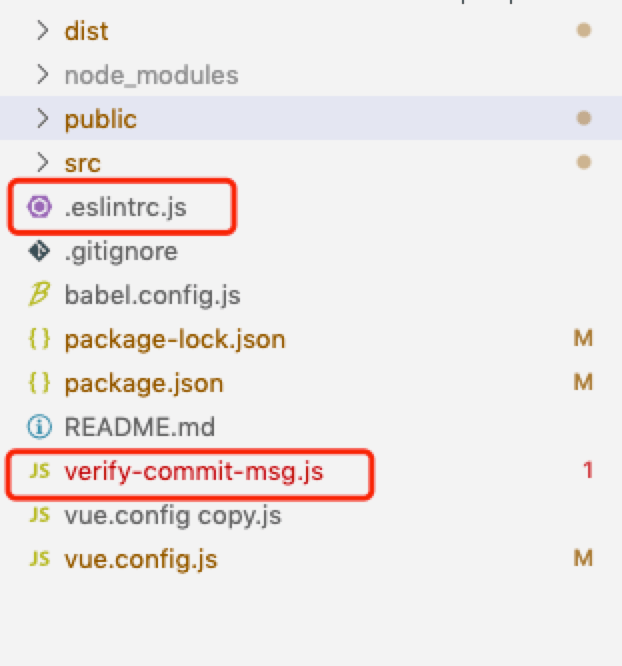 dist
node_modules
public
src
.eslintrc.js
.gitignore
babel.config.js
{} package-lock.json M
{} package.json M
README.md
JS verify-commit-msg.js 1
JS vue.config copy.js
JS vue.config.js M